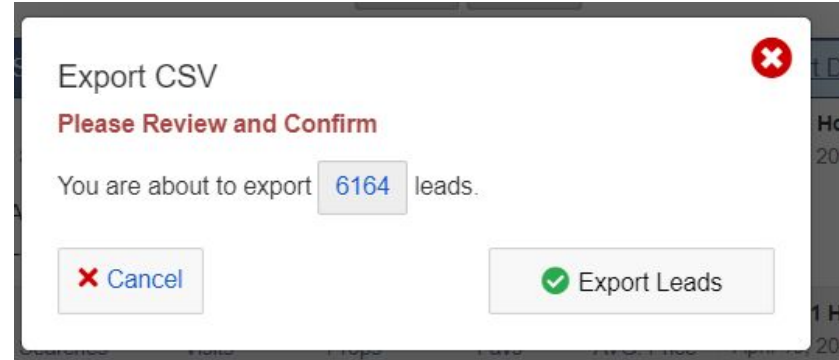 Export CSV
Please Review and Confirm
You are about to export 6164 leads.
Cancel
Export Leads